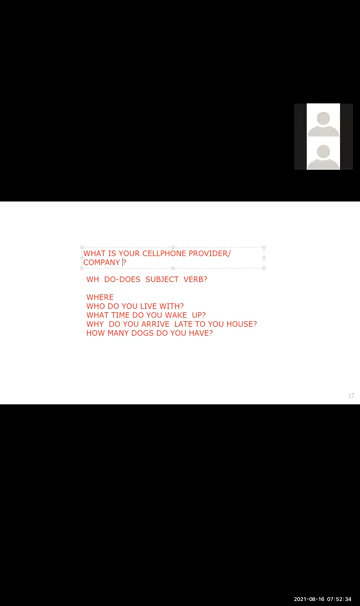 WHAT IS YOUR CELLPHONE PROVIDER/
COMPANY ?
WH DO-DOES SUBJECT VERB?
WHERE
WHO DO YOU LIVE WITH?
WHAT TIME DO YOU WAKE UP?
WHY DO YOU ARRIVE LATE TO YOU HOUSE?
HOW MANY DOGS DO YOU HAVE?
2021-08-16 07:52:34